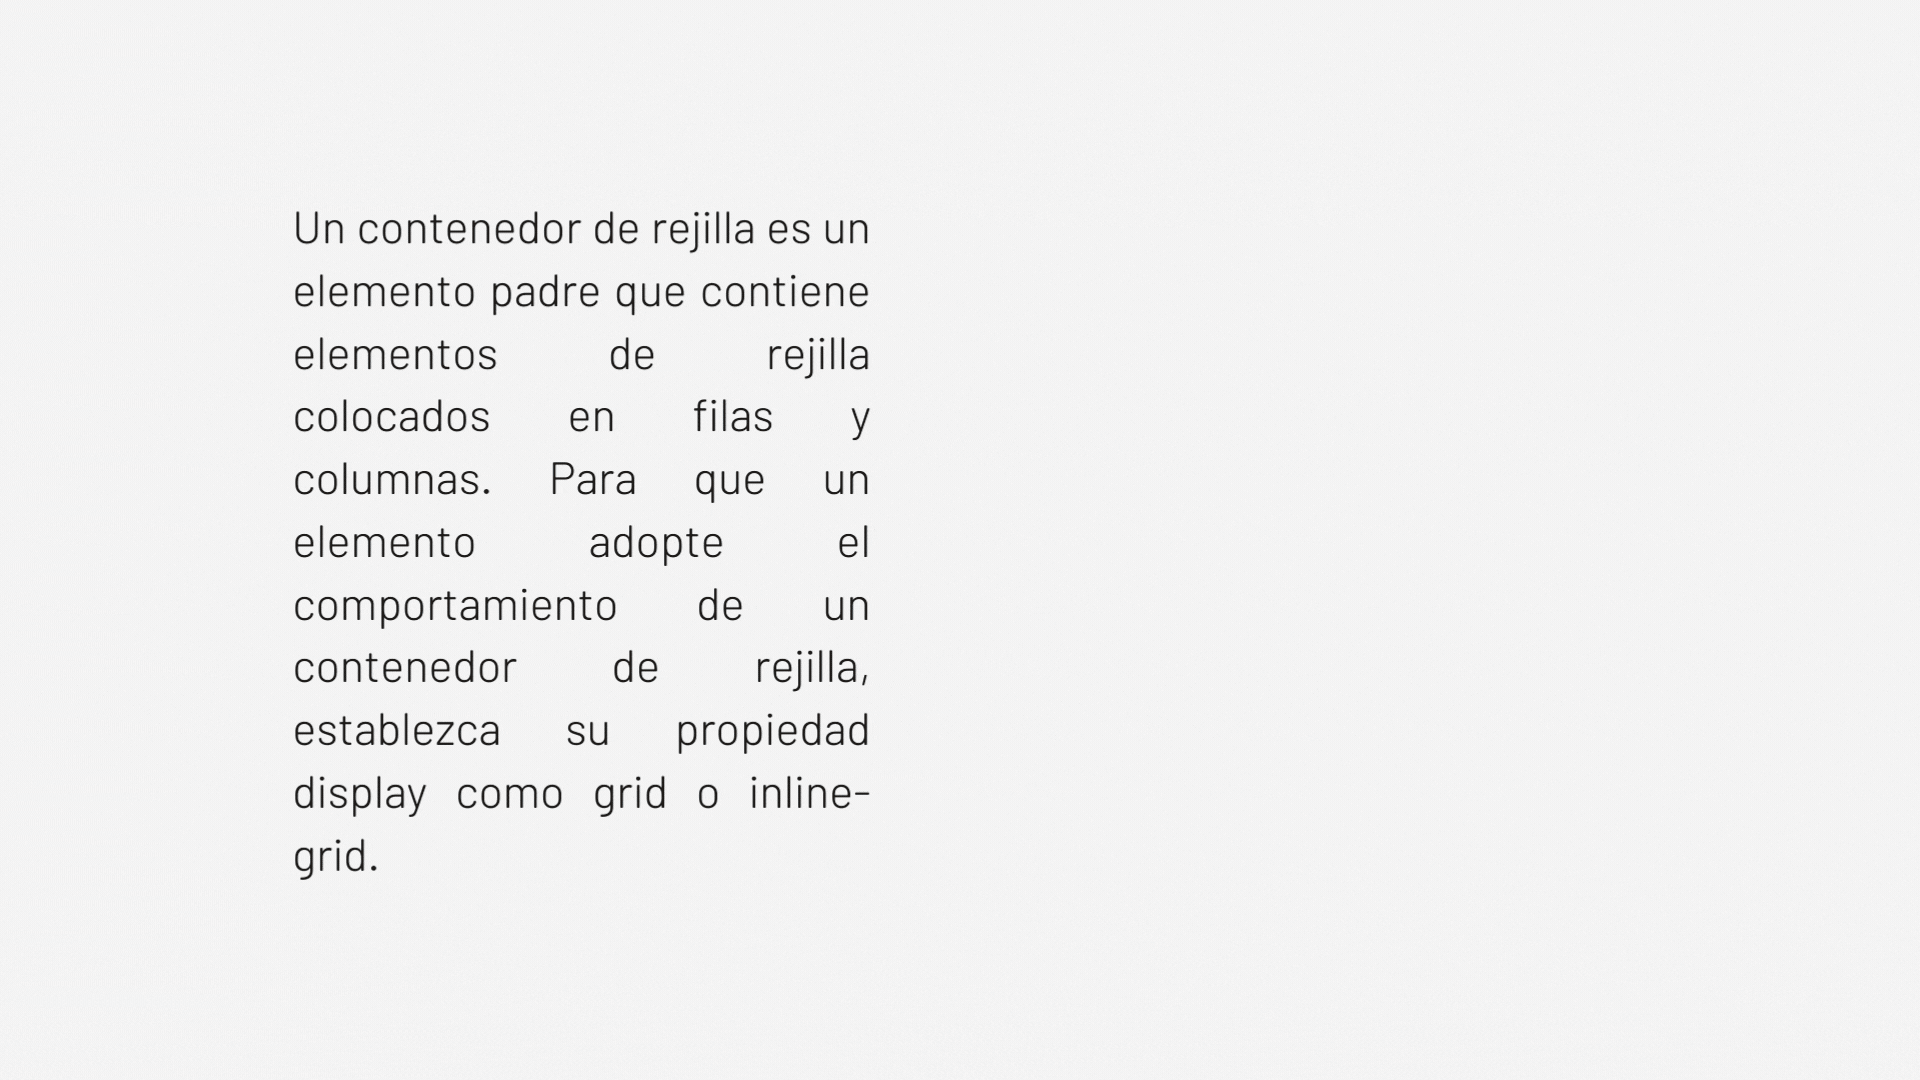 Un contenedor de rejilla es un
elemento padre que contiene
elementos de rejilla
colocados en filas y
columnas. Para que un
elemento adopte el
comportamiento de un
contenedor de rejilla,
establezca su propiedad
display como grid o inline-
grid.